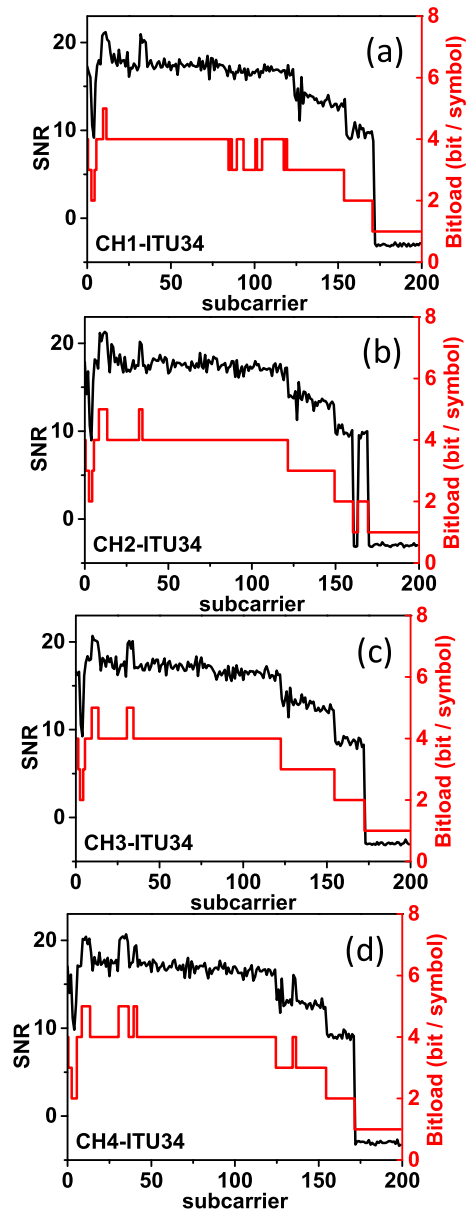 (a)
20
10
0
SNR
8
6
4
2
0
Bitload (bit / symbol)
CH1-ITU34
0 50 100 150 200
subcarrier
(b)
20
10
0
SNR
8
6
4
2
0
Bitload (bit / symbol)
CH2-ITU34
0 50 100 150 200
subcarrier
(c)
20
10
0
SNR
8
6
4
2
0
Bitload (bit / symbol)
CH3-ITU34
0 50 100 150 200
subcarrier
(d)
20
10
0
SNR
8
6
4
2
0
Bitload (bit / symbol)
CH4-ITU34
0 50 100 150 200
subcarrier